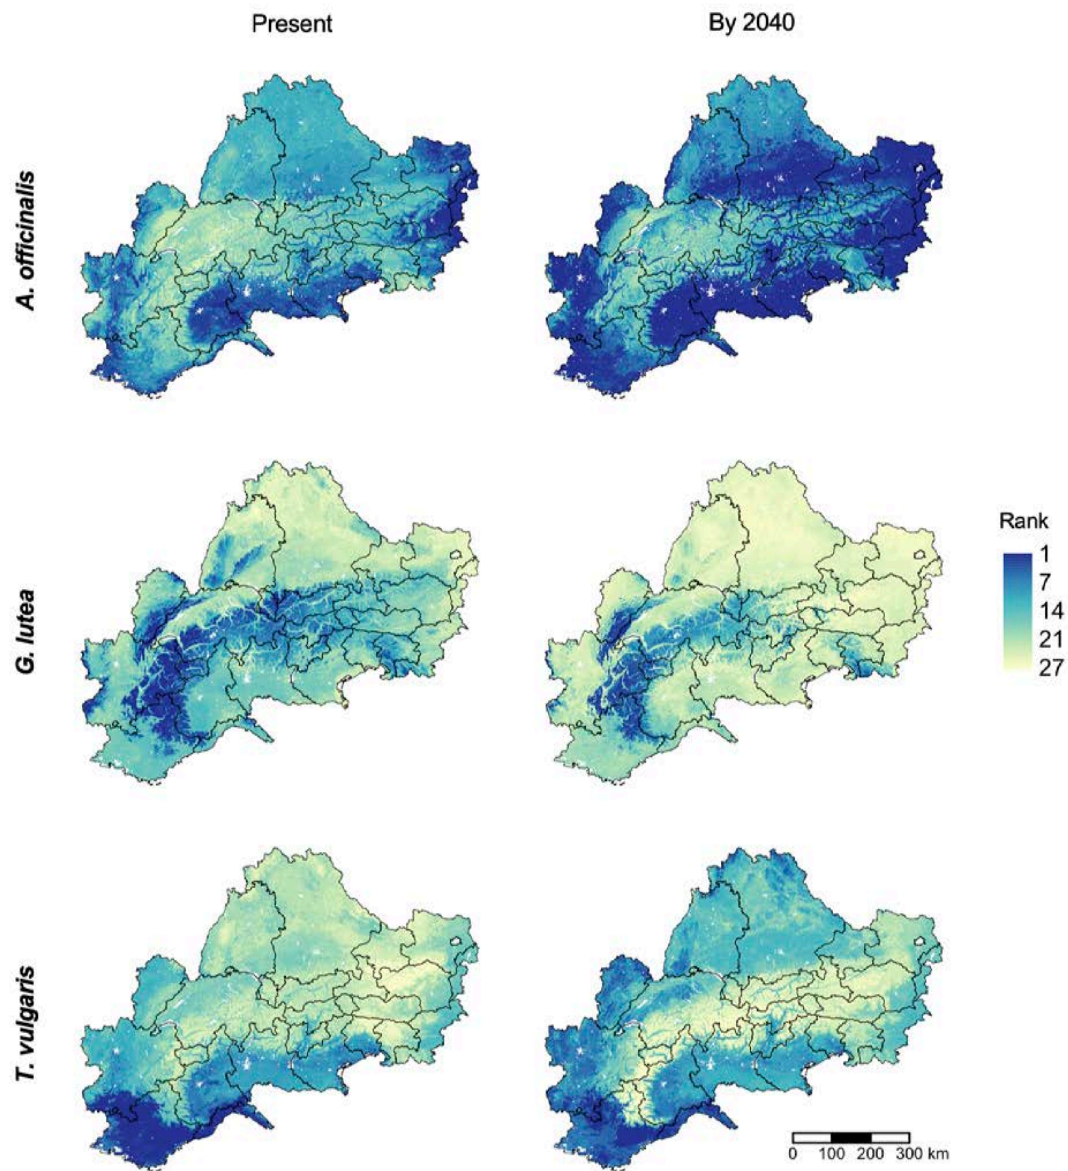 Present
By 2040
A. officinalis
G. lutea
Rank
1
7
14
21
27
T. vulgaris
0 100 200 300 km